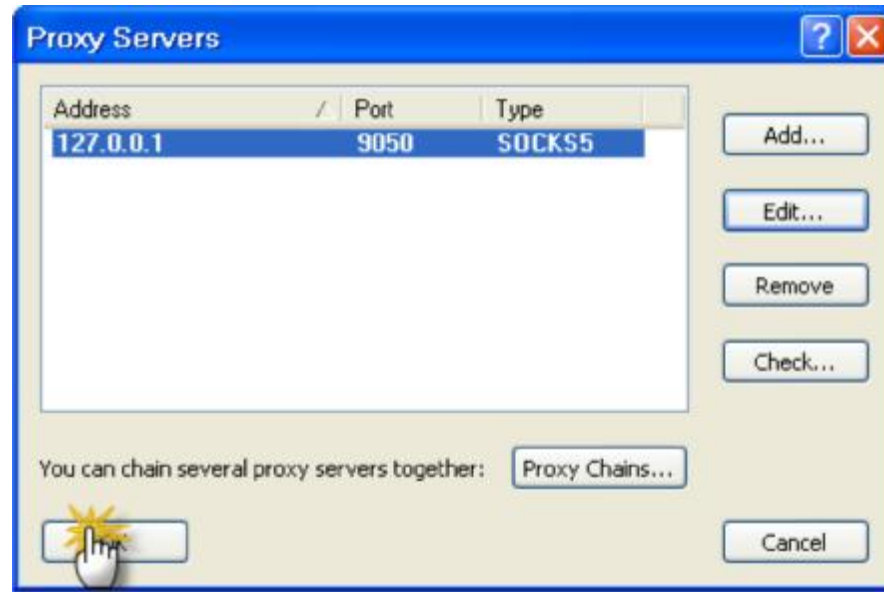 Proxy Servers
Address Port Type
127.0.0.1 9050 SOCKS5
Add...
Edit...
Remove
Check...
You can chain several proxy servers together: Proxy Chains...
Cancel